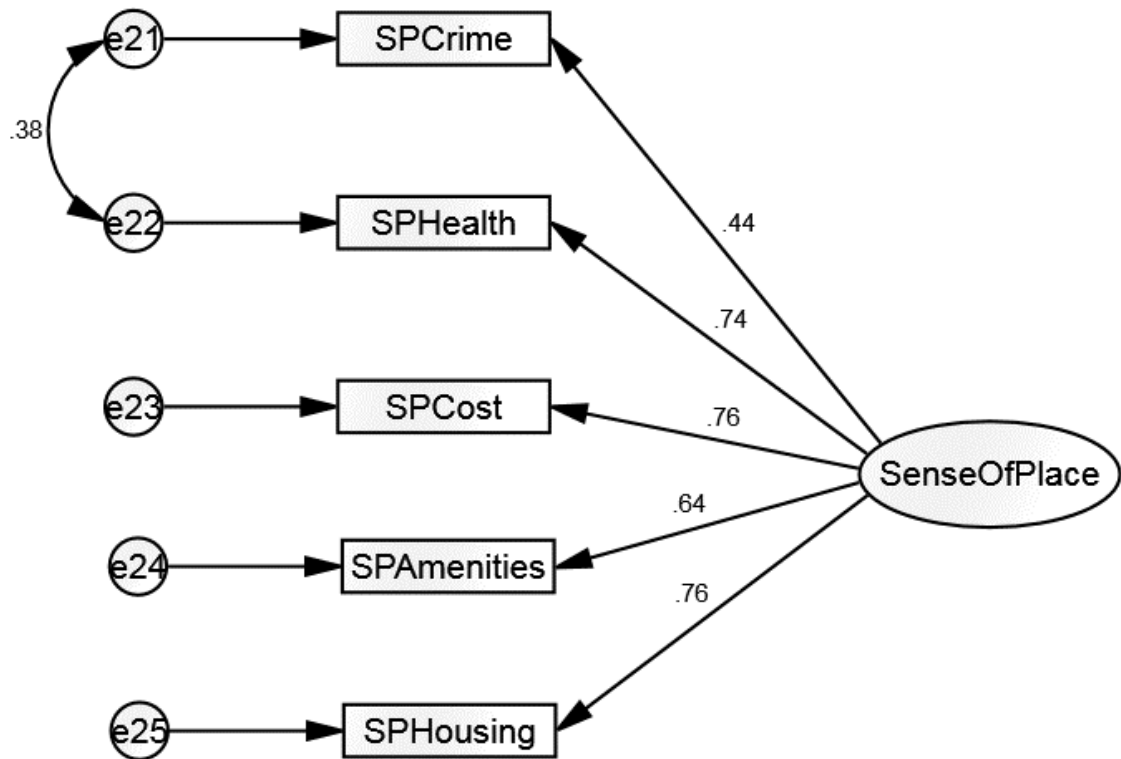 e21
SPCrime
.38
e22
SPHealth
.44
.74
e23
SPCost
.76
SenseOfPlace
.64
e24
SPAmenities
.76
e25
SPHousing